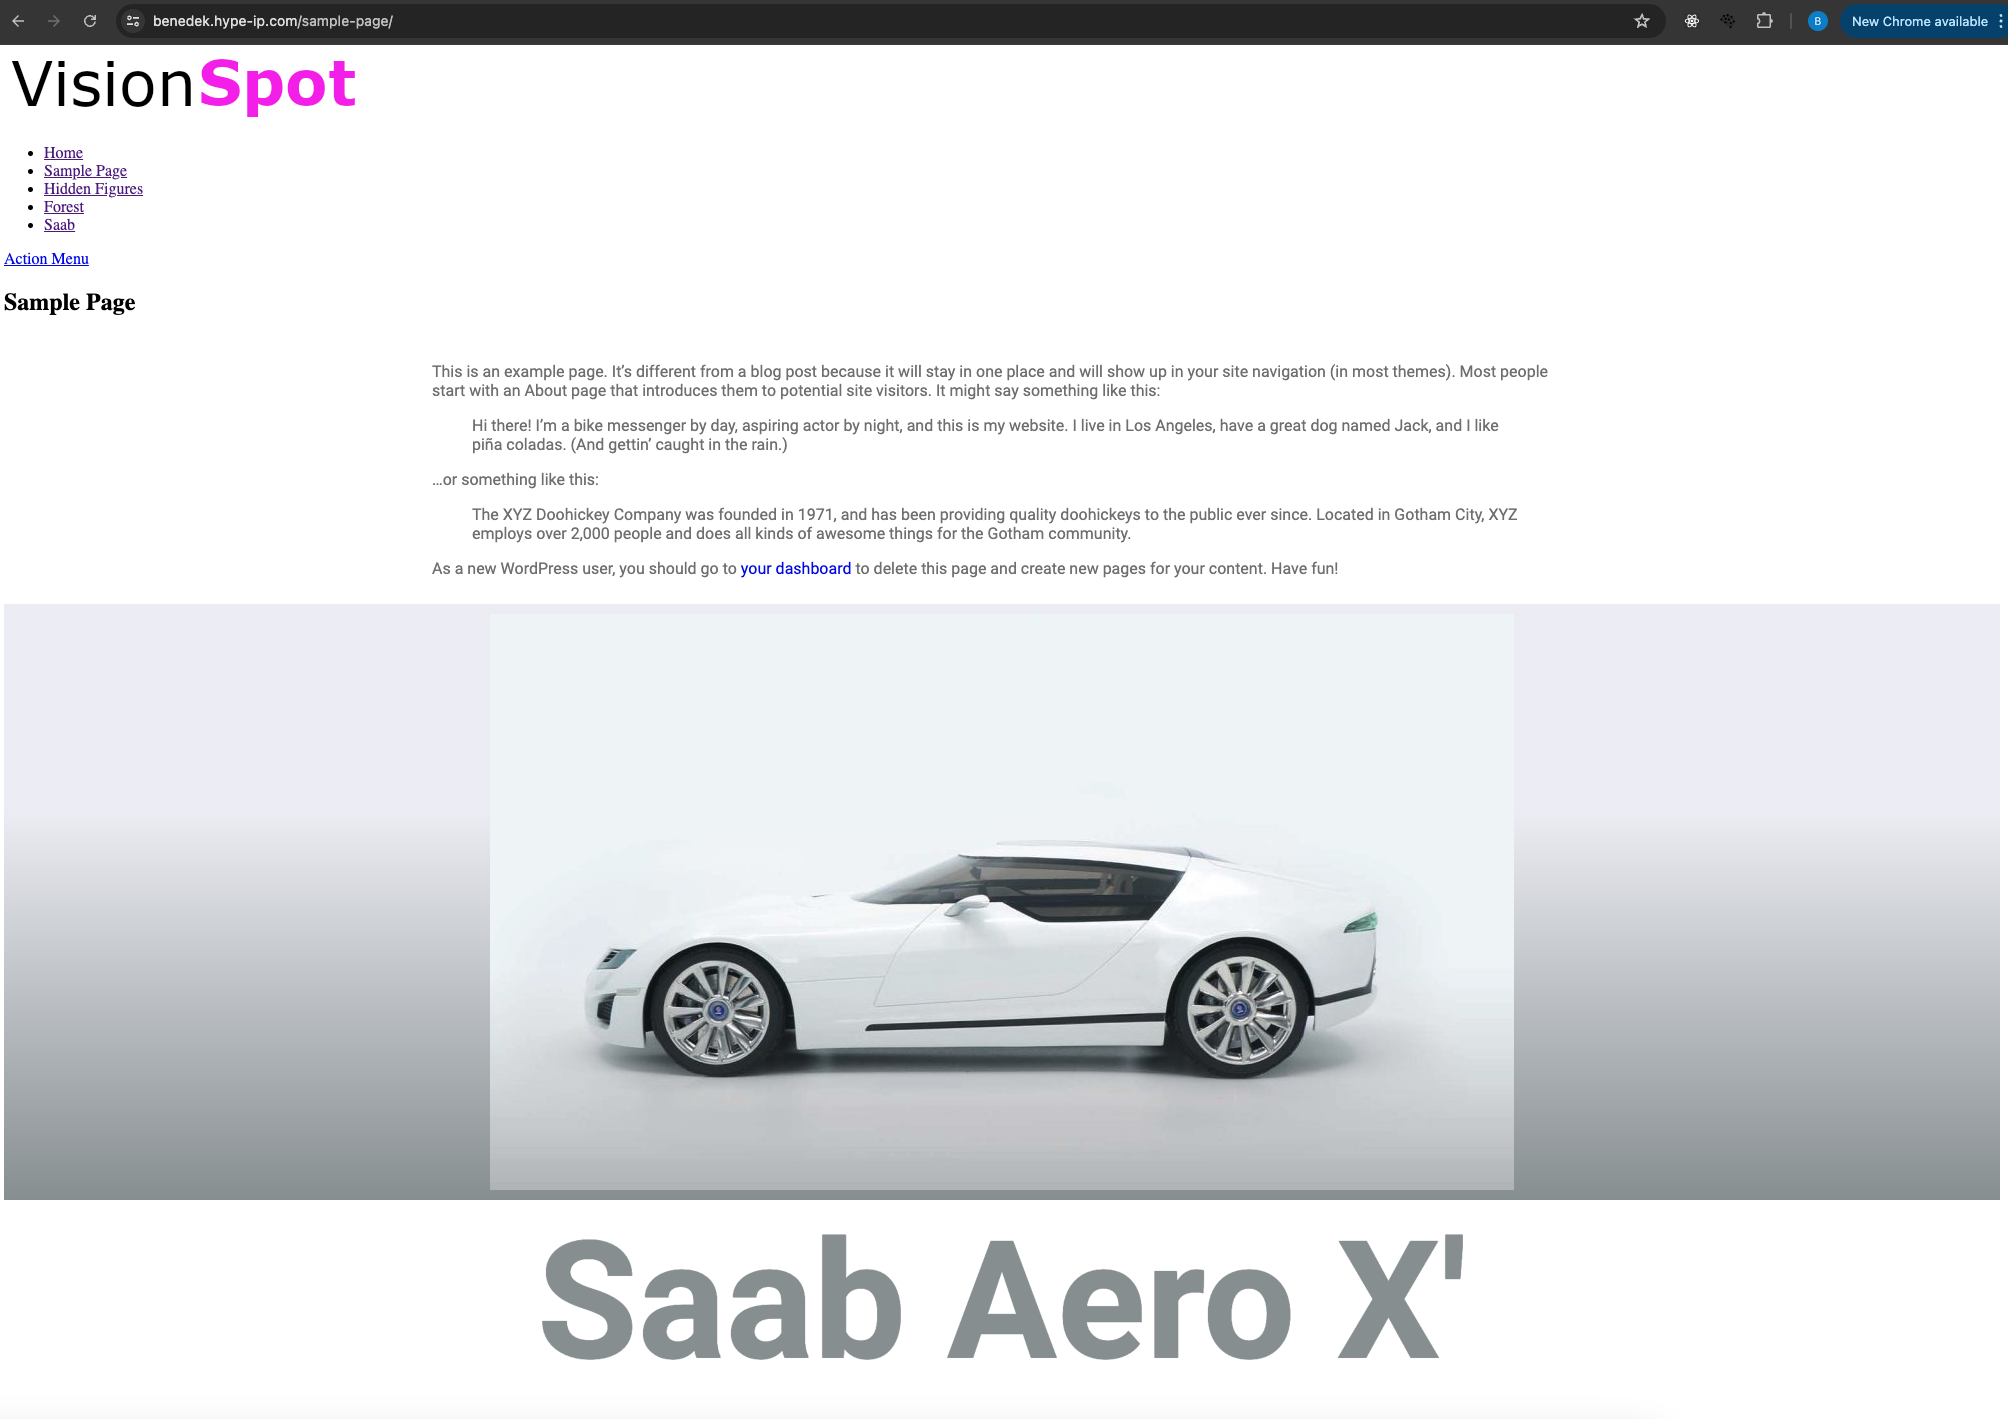 benedek.hype-ip.com/sample-page/
B
New Chrome available
VisionSpot
Home
Sample Page
Hidden Figures
Forest
Saab
Action Menu
Sample Page
This is an example page. It’s different from a blog post because it will stay in one place and will show up in your site navigation (in most themes). Most people
start with an About page that introduces them to potential site visitors. It might say something like this:
Hi there! I’m a bike messenger by day, aspiring actor by night, and this is my website. I live in Los Angeles, have a great dog named Jack, and I like
piña coladas. (And gettin’ caught in the rain.)
…or something like this:
The XYZ Doohickey Company was founded in 1971, and has been providing quality doohickeys to the public ever since. Located in Gotham City, XYZ
employs over 2,000 people and does all kinds of awesome things for the Gotham community.
As a new WordPress user, you should go to your dashboard to delete this page and create new pages for your content. Have fun!
Saab Aero X'